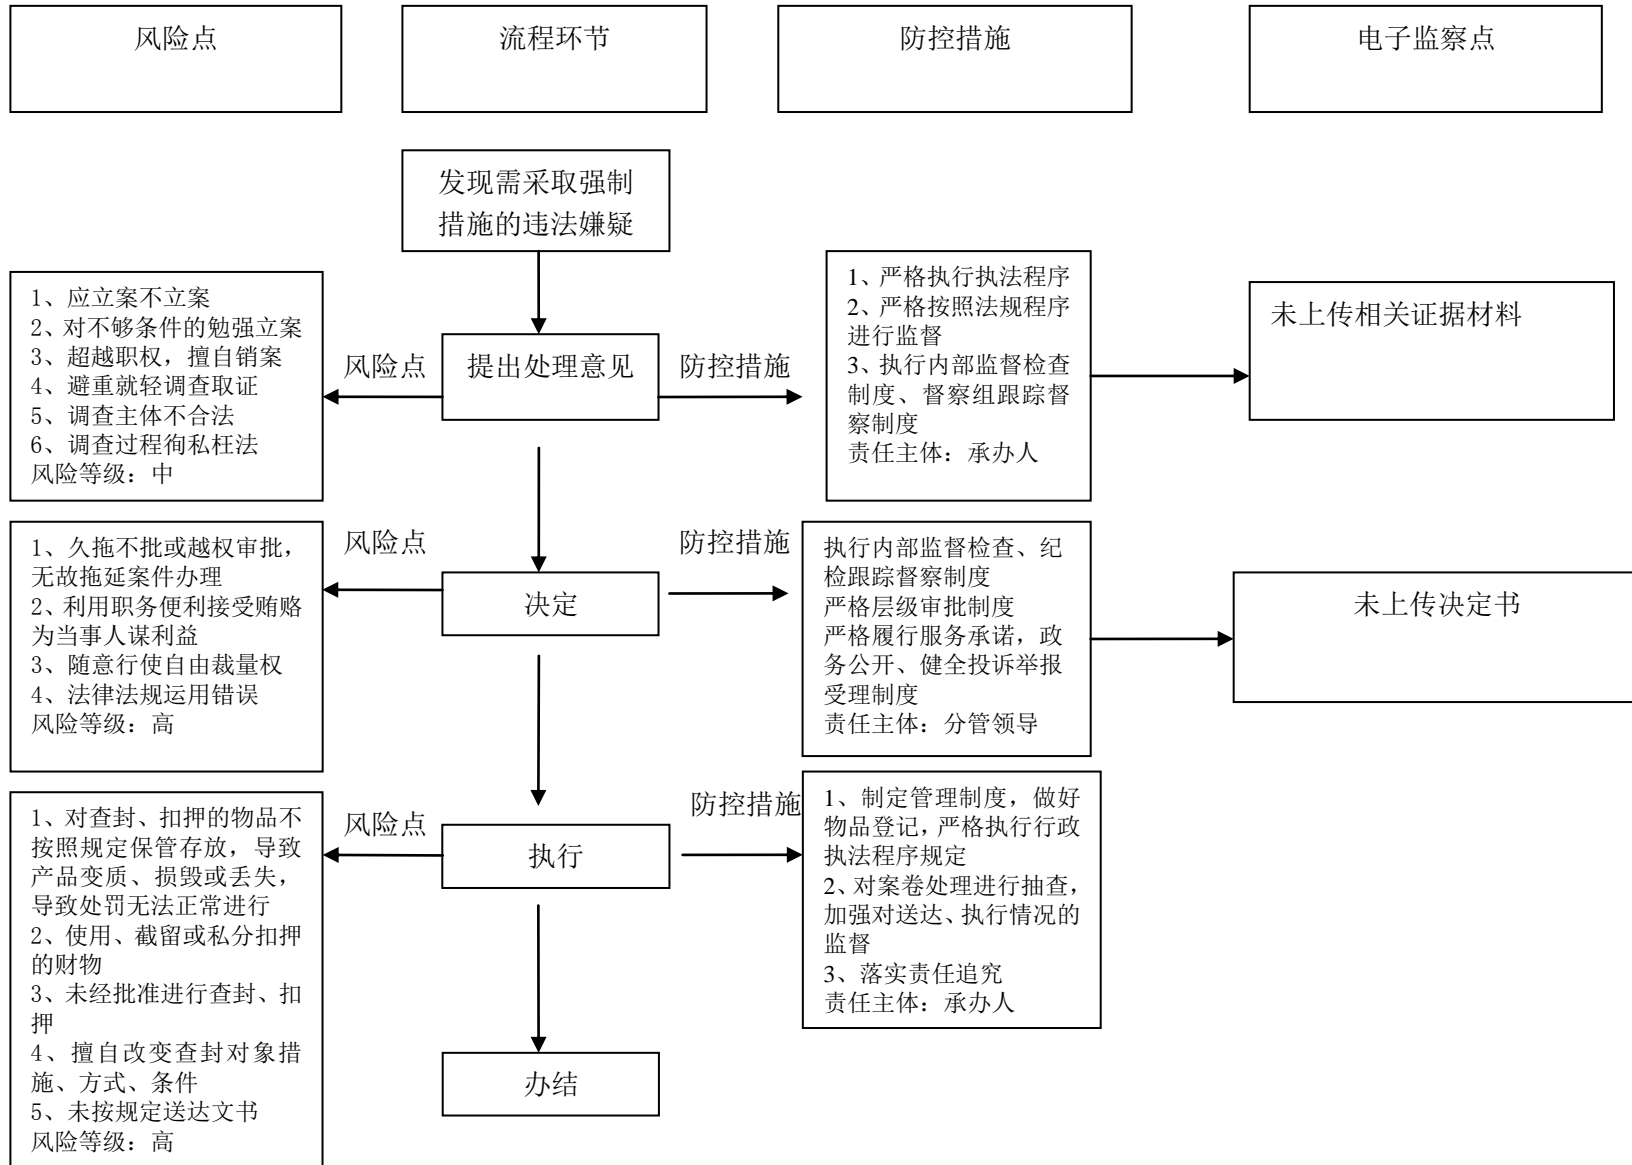 风险点
流程环节
防控措施
电子监察点
发现需采取强制
措施的违法嫌疑
1、应立案不立案
2、对不够条件的勉强立案
3、超越职权，擅自销案
4、避重就轻调查取证
5、调查主体不合法
6、调查过程徇私枉法
风险等级：中
风险点
提出处理意见
防控措施
1、严格执行执法程序
2、严格按照法规程序
进行监督
3、执行内部监督检查
制度、督察组跟踪督
察制度
责任主体：承办人
未上传相关证据材料
1、久拖不批或越权审批，
无故拖延案件办理
2、利用职务便利接受贿赂
为当事人谋利益
3、随意行使自由裁量权
4、法律法规运用错误
风险等级：高
风险点
决定
防控措施
执行内部监督检查、纪
检跟踪督察制度
严格层级审批制度
严格履行服务承诺，政
务公开、健全投诉举报
受理制度
责任主体：分管领导
未上传决定书
1、对查封、扣押的物品不
按照规定保管存放，导致
产品变质、损毁或丢失，
导致处罚无法正常进行
2、使用、截留或私分扣押
的财物
3、未经批准进行查封、扣
押
4、擅自改变查封对象措
施、方式、条件
5、未按规定送达文书
风险等级：高
风险点
执行
防控措施
1、制定管理制度，做好
物品登记，严格执行行政
执法程序规定
2、对案卷处理进行抽查，
加强对送达、执行情况的
监督
3、落实责任追究
责任主体：承办人
办结